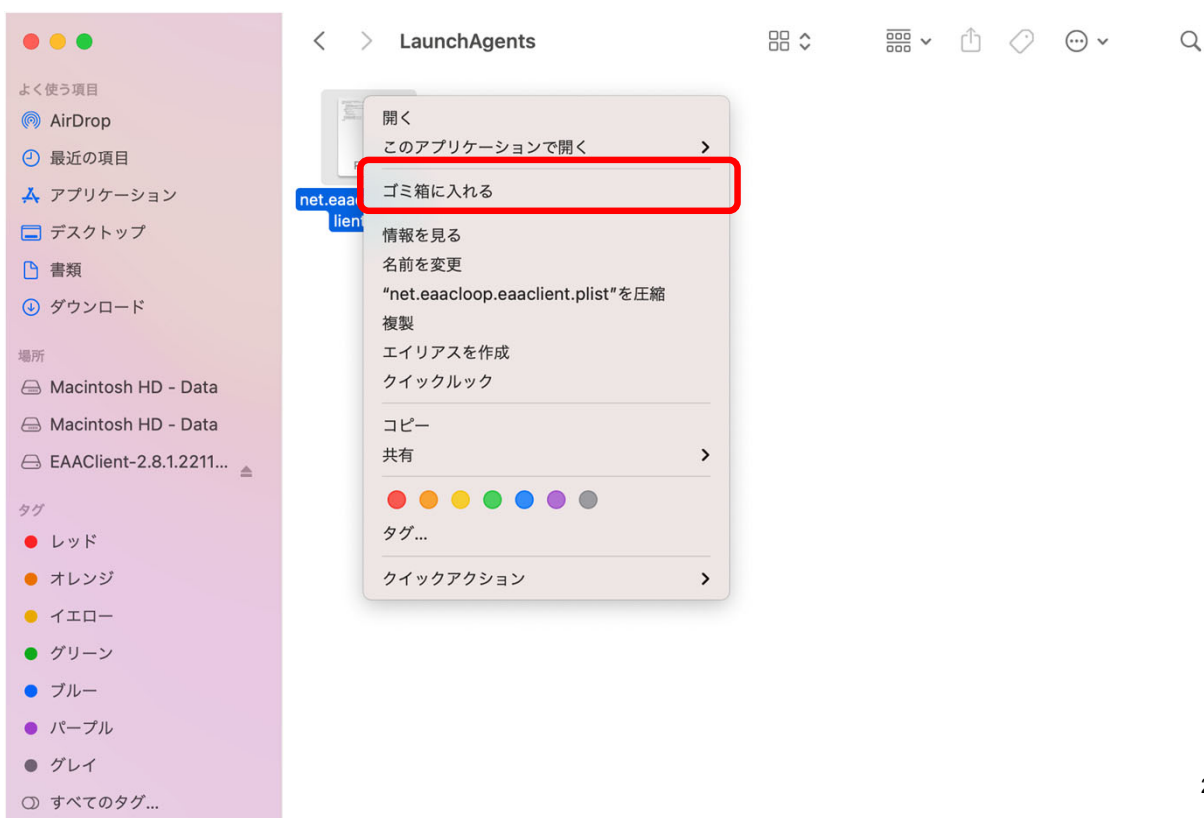 LaunchAgents
よく使う項目
AirDrop
最近の項目
アプリケーション
デスクトップ
書類
ダウンロード
場所
Macintosh HD - Data
Macintosh HD - Data
EAAClient-2.8.1.2211...
タグ
レッド
オレンジ
イエロー
グリーン
ブルー
パープル
グレイ
すべてのタグ...
net.eaac
lient
開く
このアプリケーションで開く
ゴミ箱に入れる
情報を見る
名前を変更
“net.eaacloop.eaaclient.plist”を圧縮
複製
エイリアスを作成
クイックルック
コピー
共有
タグ...
クイックアクション